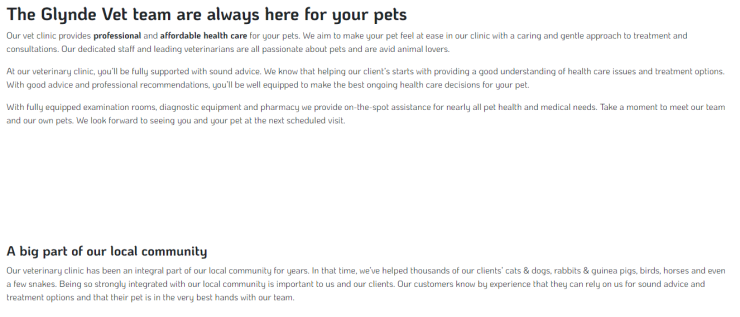 The Glynde Vet team are always here for your pets
Our vet clinic provides professional and affordable health care for your pets. We aim to make your pet feel at ease in our clinic with a caring and gentle approach to treatment and
consultations. Our dedicated staff and leading veterinarians are all passionate about pets and are avid animal lovers.
At our veterinary clinic, you'll be fully supported with sound advice. We know that helping our client's starts with providing a good understanding of health care issues and treatment options.
With good advice and professional recommendations, you'll be well equipped to make the best ongoing health care decisions for your pet.
With fully equipped examination rooms, diagnostic equipment and pharmacy we provide on-the-spot assistance for nearly all pet health and medical needs. Take a moment to meet our team
and our own pets. We look forward to seeing you and your pet at the next scheduled visit.
A big part of our local community
Our veterinary clinic has been an integral part of our local community for years. In that time, we've helped thousands of our clients' cats & dogs, rabbits & guinea pigs, birds, horses and even
a few snakes. Being so strongly integrated with our local community is important to us and our clients. Our customers know by experience that they can rely on us for sound advice and
treatment options and that their pet is in the very best hands with our team.